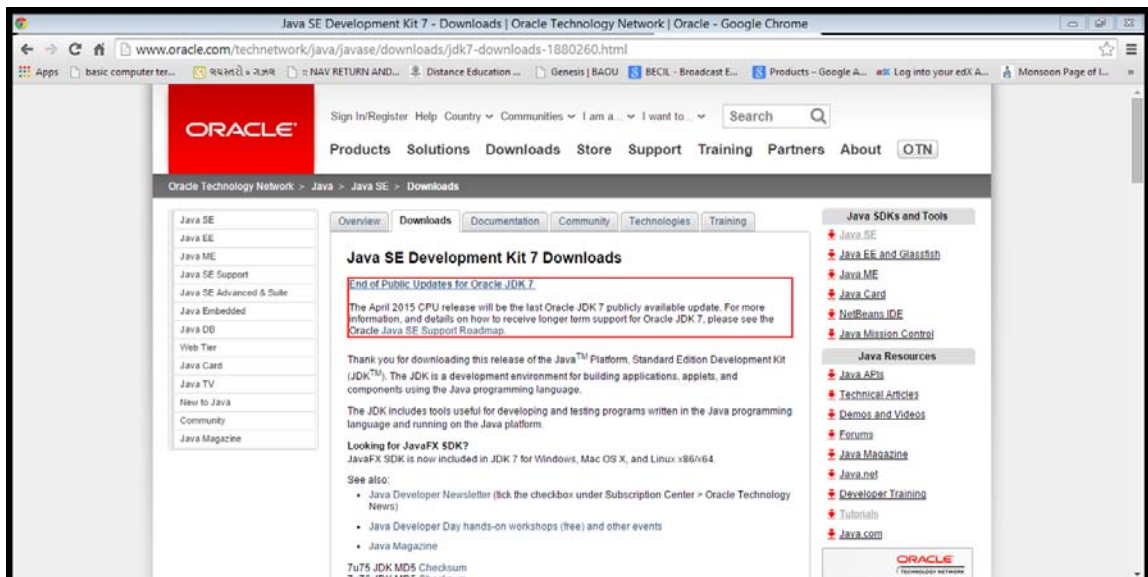 Java SE Development Kit 7 - Downloads | Oracle Technology Network | Oracle - Google Chrome
www.oracle.com/technetwork/java/javase/downloads/jdk7-downloads-1880260.html
Apps basic computer ter... :: NAV RETURN AND... Distance Education ... Genesis | BAOU BECIL - Broadcast E... Products – Google A... Log into your edX A... Monsoon Page of I...
ORACLE
Sign In/Register Help Country Communities I am a... I want to... Search
Products Solutions Downloads Store Support Training Partners About OTN
Oracle Technology Network > Java > Java SE > Downloads
Java SE
Java EE
Java ME
Java SE Support
Java SE Advanced & Suite
Java Embedded
Java DB
Web Tier
Java Card
Java TV
New to Java
Community
Java Magazine
Overview Downloads Documentation Community Technologies Training
Java SE Development Kit 7 Downloads
End of Public Updates for Oracle JDK 7
The April 2015 CPU release will be the last Oracle JDK 7 publicly available update. For more
information, and details on how to receive longer term support for Oracle JDK 7, please see the
Oracle Java SE Support Roadmap.
Thank you for downloading this release of the Java™ Platform, Standard Edition Development Kit
(JDK™). The JDK is a development environment for building applications, applets, and
components using the Java programming language.
The JDK includes tools useful for developing and testing programs written in the Java programming
language and running on the Java platform.
Looking for JavaFX SDK?
JavaFX SDK is now included in JDK 7 for Windows, Mac OS X, and Linux x86/x64.
See also:
• Java Developer Newsletter (tick the checkbox under Subscription Center > Oracle Technology
News)
• Java Developer Day hands-on workshops (free) and other events
• Java Magazine
7u75 JDK MD5 Checksum
Java SDKs and Tools
Java SE
Java EE and Glassfish
Java ME
Java Card
NetBeans IDE
Java Mission Control
Java Resources
Java APIs
Technical Articles
Demos and Videos
Forums
Java Magazine
Java.net
Developer Training
Tutorials
Java.com
ORACLE
TECHNOLOGY NETWORK